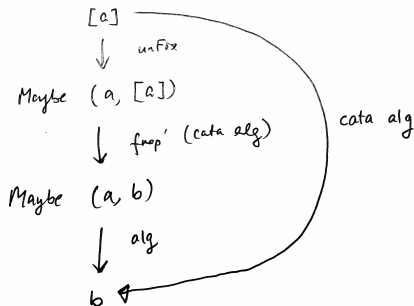 [a]
unFix
Maybe (a, [a])
fmap' (cata alg)
cata alg
Maybe (a, b)
alg
b